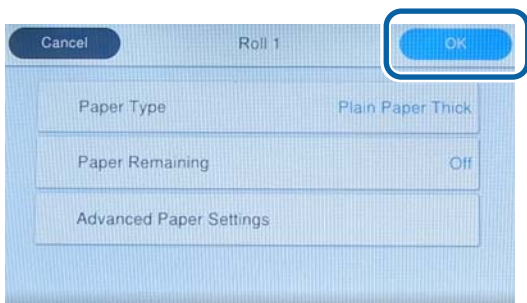 Cancel Roll 1 OK
Paper Type Plain Paper Thick
Paper Remaining Off
Advanced Paper Settings